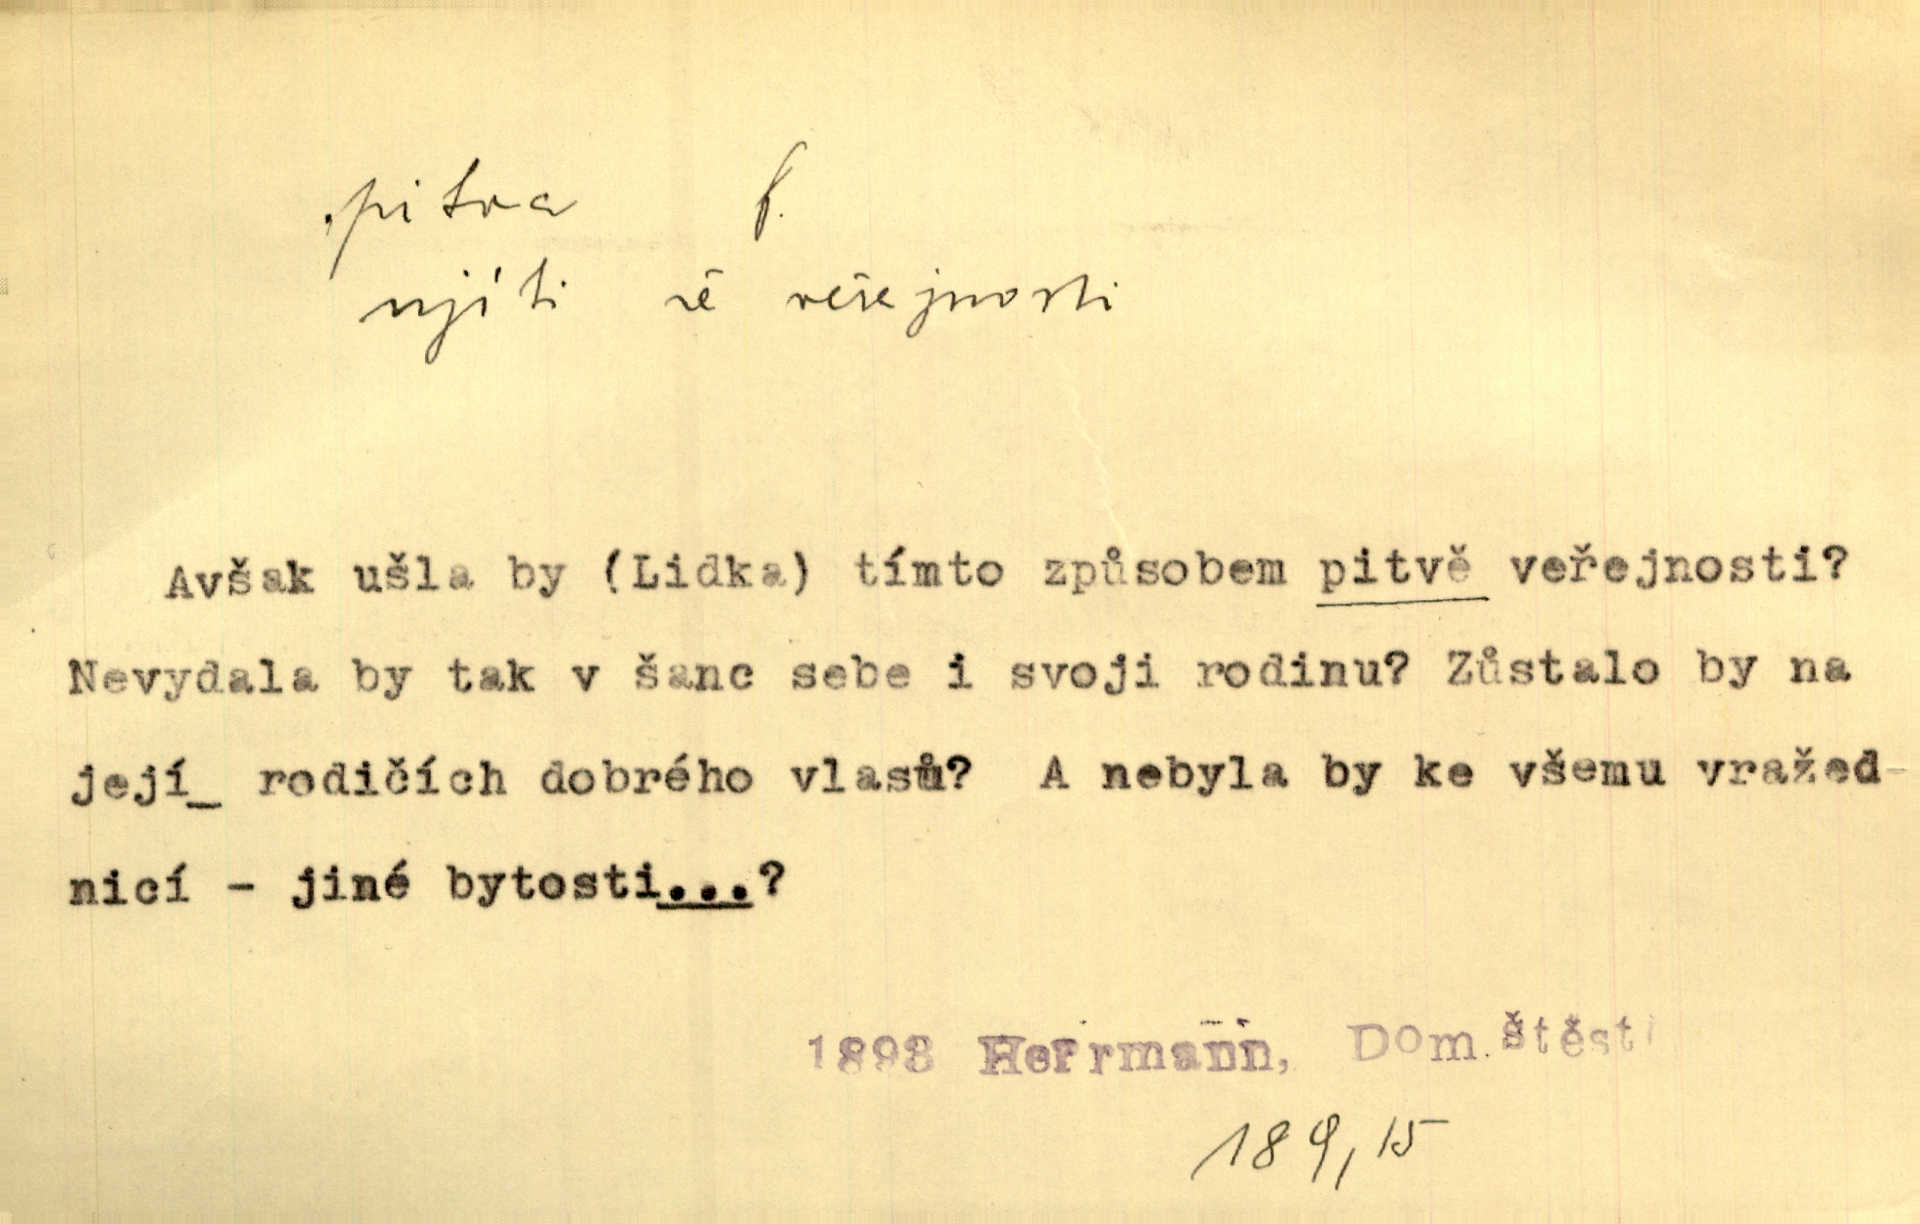 pitva f.
ujíti ~ě veřejnosti
Avšak ušla by (Lidka) tímto způsobem pitvě veřejnosti?
Nevydala by tak v šanc sebe i svoji rodinu? Zůstalo by na
její_ rodičích dobrého vlasů? A nebyla by ke všemu vražed-
nicí - jiné bytosti...?
1898 Herrmann, Dom.štěstí
189,15